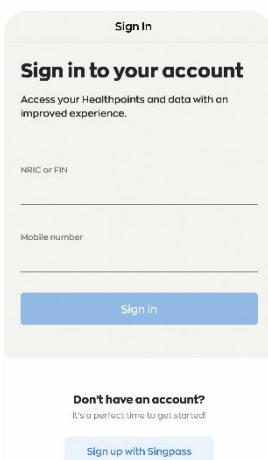 Sign In
Sign in to your account
Access your Healthpoints and data with an
improved experience.
NRIC or FIN
Mobile number
Sign in
Don't have an account?
It's a perfect time to get started!
Sign up with Singpass